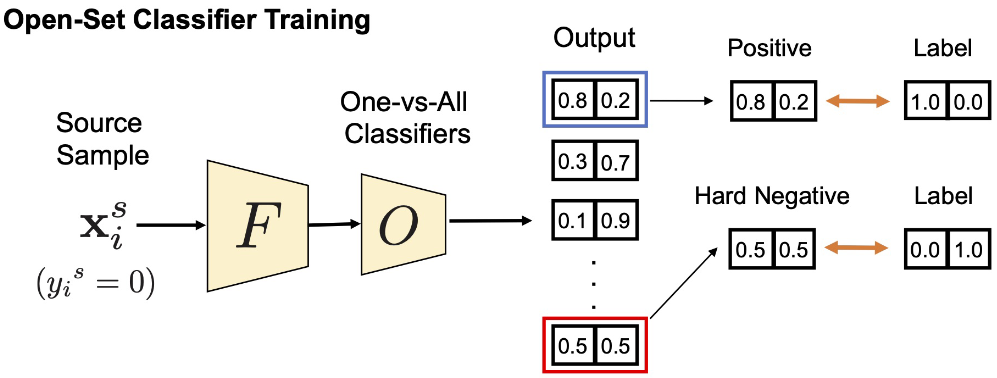 Open-Set Classifier Training
Output
Positive
Label
0.8 0.2
0.8 0.2
1.0 0.0
One-vs-All
Classifiers
Source
Sample
0.3 0.7
Hard Negative
Label
x_i^s
F
O
0.1 0.9
0.5 0.5
0.0 1.0
(y_i^s = 0)
0.5 0.5